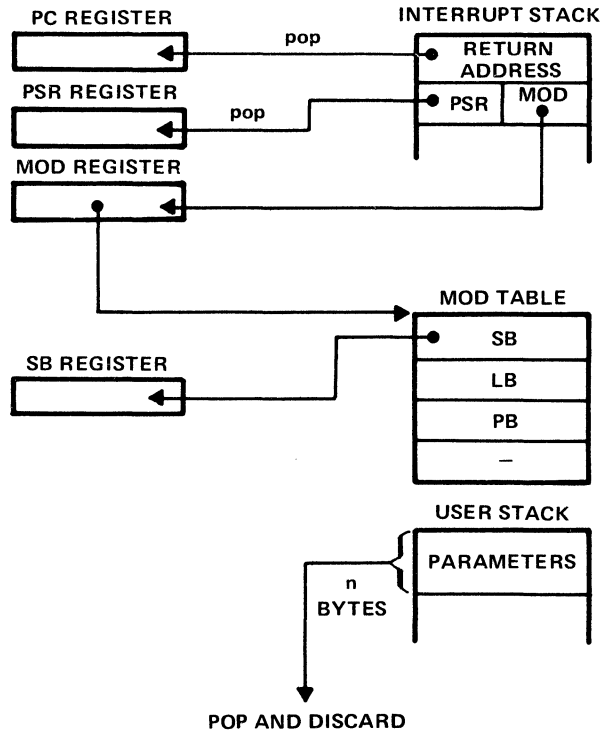 PC REGISTER
INTERRUPT STACK
pop
RETURN
ADDRESS
PSR REGISTER
pop
PSR
MOD
MOD REGISTER
MOD TABLE
SB
SB REGISTER
LB
PB
—
USER STACK
PARAMETERS
n
BYTES
POP AND DISCARD